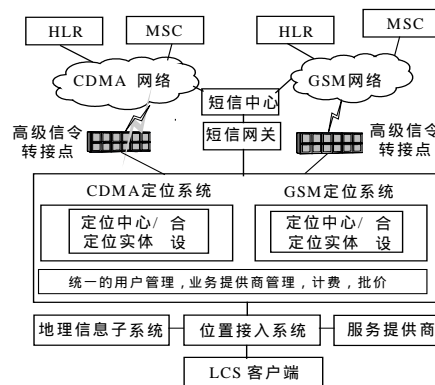 HLR
MSC
HLR
MSC
CDMA 网络
GSM网络
短信中心
短信网关
高级信令
转接点
高级信令
转接点
CDMA定位系统
GSM定位系统
定位中心/ 合
定位实体 设
定位中心/ 合
定位实体 设
统一的用户管理，业务提供商管理，计费，批价
地理信息子系统
位置接入系统
服务提供商
LCS 客户端